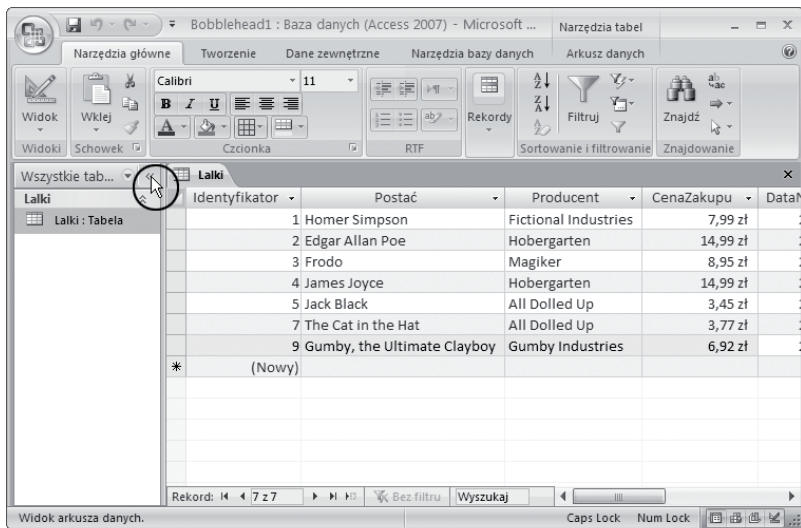 Bobblehead1 : Baza danych (Access 2007) - Microsoft ...
Narzędzia tabel
Narzędzia główne Tworzenie Dane zewnętrzne Narzędzia bazy danych Arkusz danych
Calibri 11
B I U
Widok Wklej Rekordy Filtruj Znajdź
Widoki Schowek Czcionka RTF Sortowanie i filtrowanie Znajdowanie
Wszystkie tab... Lalki
Lalki
Lalki : Tabela
Identyfikator Postać Producent CenaZakupu
1 Homer Simpson Fictional Industries 7,99 zł
2 Edgar Allan Poe Hobergarten 14,99 zł
3 Frodo Magiker 8,95 zł
4 James Joyce Hobergarten 14,99 zł
5 Jack Black All Dolled Up 3,45 zł
7 The Cat in the Hat All Dolled Up 3,77 zł
9 Gumby, the Ultimate Clayboy Gumby Industries 6,92 zł
(Nowy)
Rekord: 7 z 7 Bez filtru Wyszukaj
Widok arkusza danych. Caps Lock Num Lock